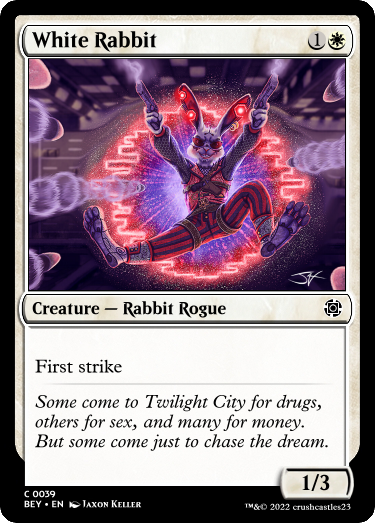 White Rabbit 1
Creature — Rabbit Rogue
First strike
Some come to Twilight City for drugs,
others for sex, and many for money.
But some come just to chase the dream.
1/3
C 0039
BEY • EN Jaxon Keller
™&© 2022 crushcastles23